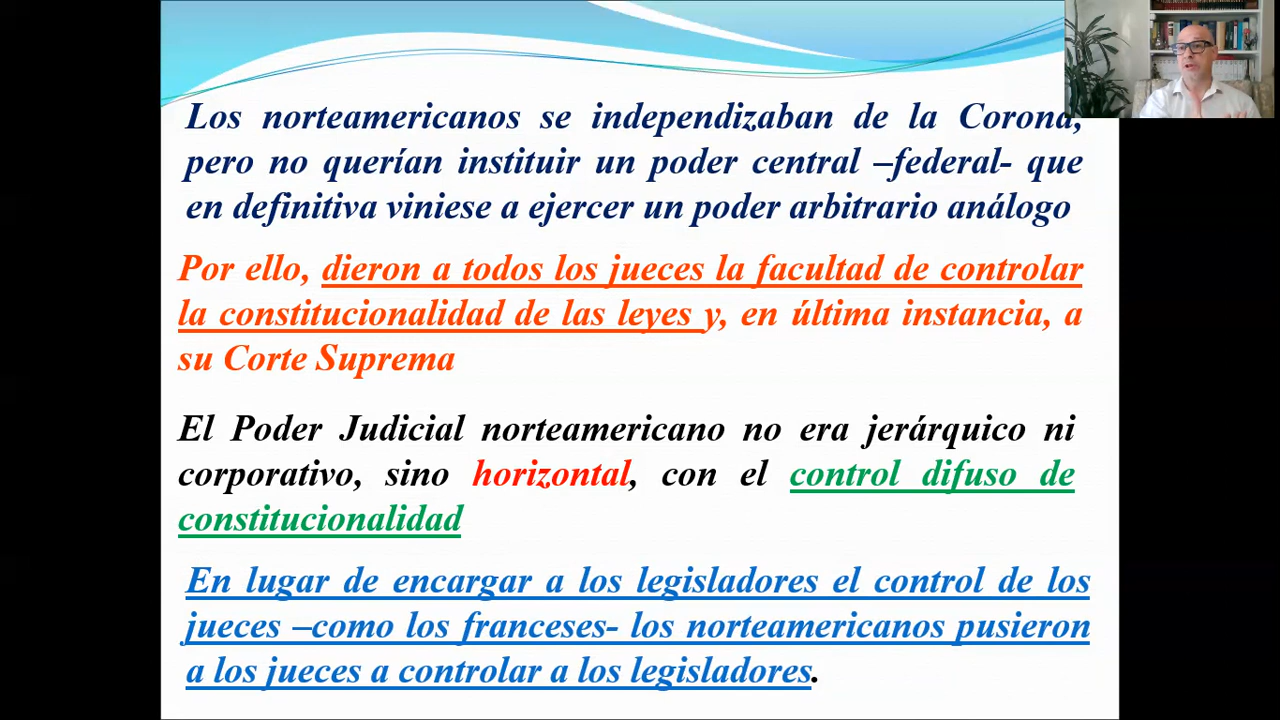 Los norteamericanos se independizaban de la Corona,
pero no querían instituir un poder central –federal- que
en definitiva viniese a ejercer un poder arbitrario análogo
Por ello, dieron a todos los jueces la facultad de controlar
la constitucionalidad de las leyes y, en última instancia, a
su Corte Suprema
El Poder Judicial norteamericano no era jerárquico ni
corporativo, sino horizontal, con el control difuso de
constitucionalidad
En lugar de encargar a los legisladores el control de los
jueces –como los franceses- los norteamericanos pusieron
a los jueces a controlar a los legisladores.